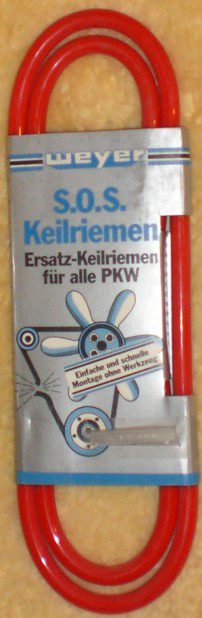 weyer
S.O.S.
Keilriemen
Ersatz-Keilriemen
für alle PKW
Einfache und schnelle
Montage ohne Werkzeug